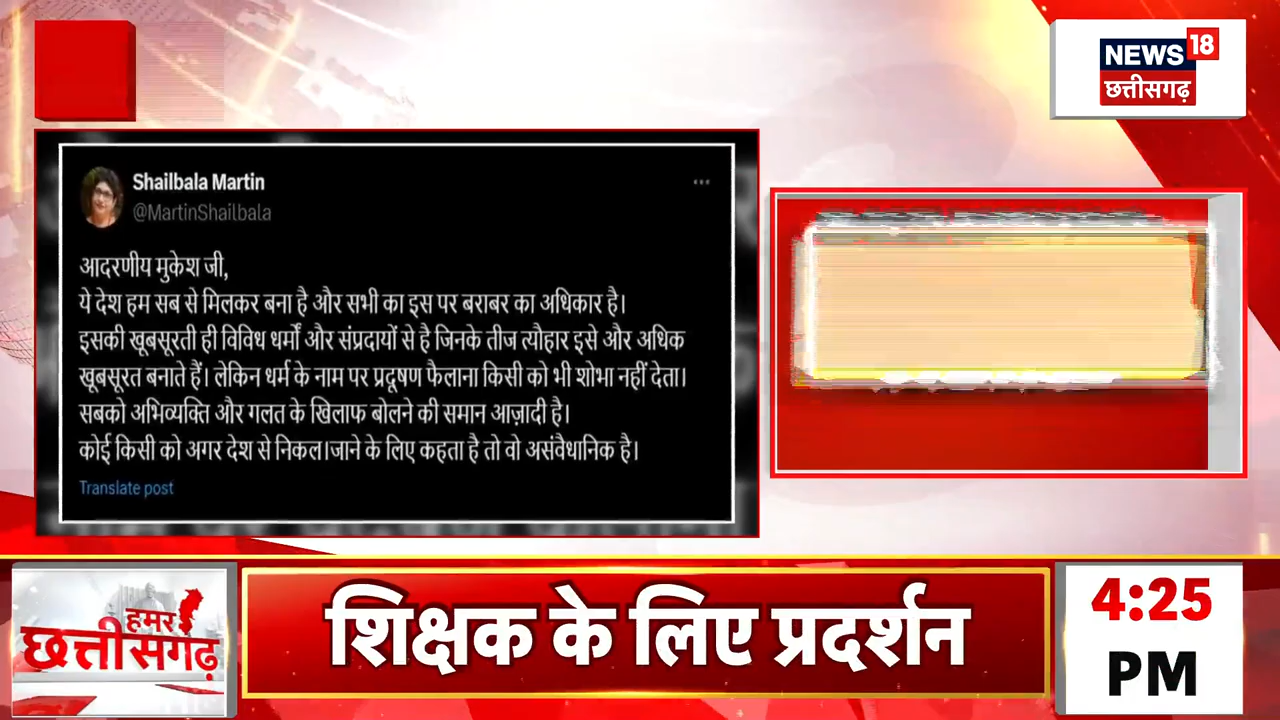 NEWS 18
छत्तीसगढ़
Shailbala Martin
@MartinShailbala
आदरणीय मुकेश जी,
ये देश हम सब से मिलकर बना है और सभी का इस पर बराबर का अधिकार है।
इसकी खूबसूरती ही विविध धर्मों और संप्रदायों से है जिनके तीज त्यौहार इसे और अधिक
खूबसूरत बनाते हैं। लेकिन धर्म के नाम पर प्रदूषण फैलाना किसी को भी शोभा नहीं देता।
सबको अभिव्यक्ति और गलत के खिलाफ बोलने की समान आज़ादी है।
कोई किसी को अगर देश से निकल।जाने के लिए कहता है तो वो असंवैधानिक है।
Translate post
हमर
छत्तीसगढ़
शिक्षक के लिए प्रदर्शन
4:25
PM